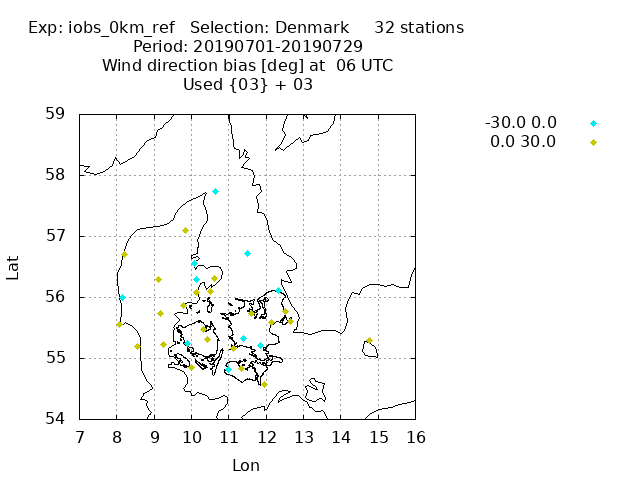 Exp: iobs_0km_ref   Selection: Denmark     32 stations
Period: 20190701-20190729
Wind direction bias [deg] at  06 UTC
Used {03} + 03
-30.0 0.0
0.0 30.0
59
58
57
56
55
54
Lat
7 8 9 10 11 12 13 14 15 16
Lon